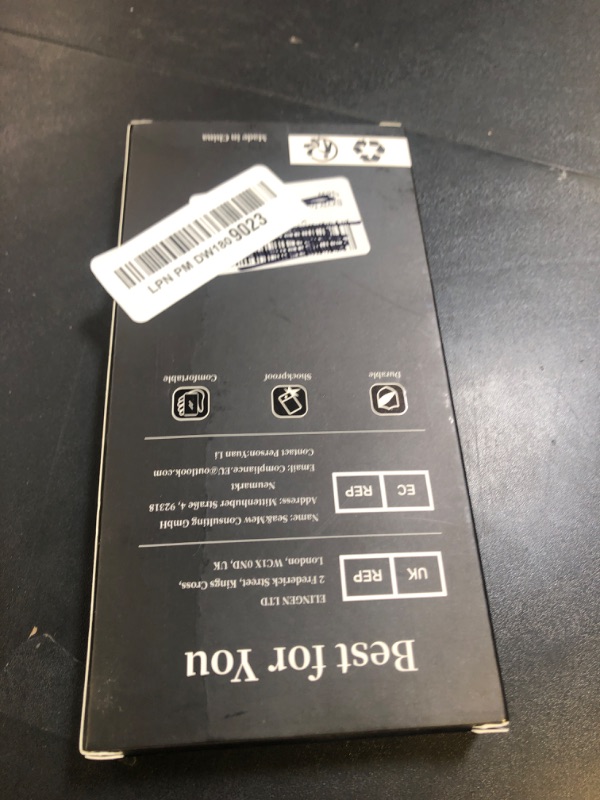 Best for You
ELINGEN LTD
2 Frederick Street, Kings Cross,
London, WC1X 0ND, UK
UK REP
Name: Sea&Mew Consulting GmbH
Address: Mittenhuber Straße 4, 92318
Neumarkt
Email: Compliance.EU@outlook.com
Contact Person:Yuan Li
EC REP
Durable
Shockproof
Comfortable
LPN PM DW180 9023
Made in China